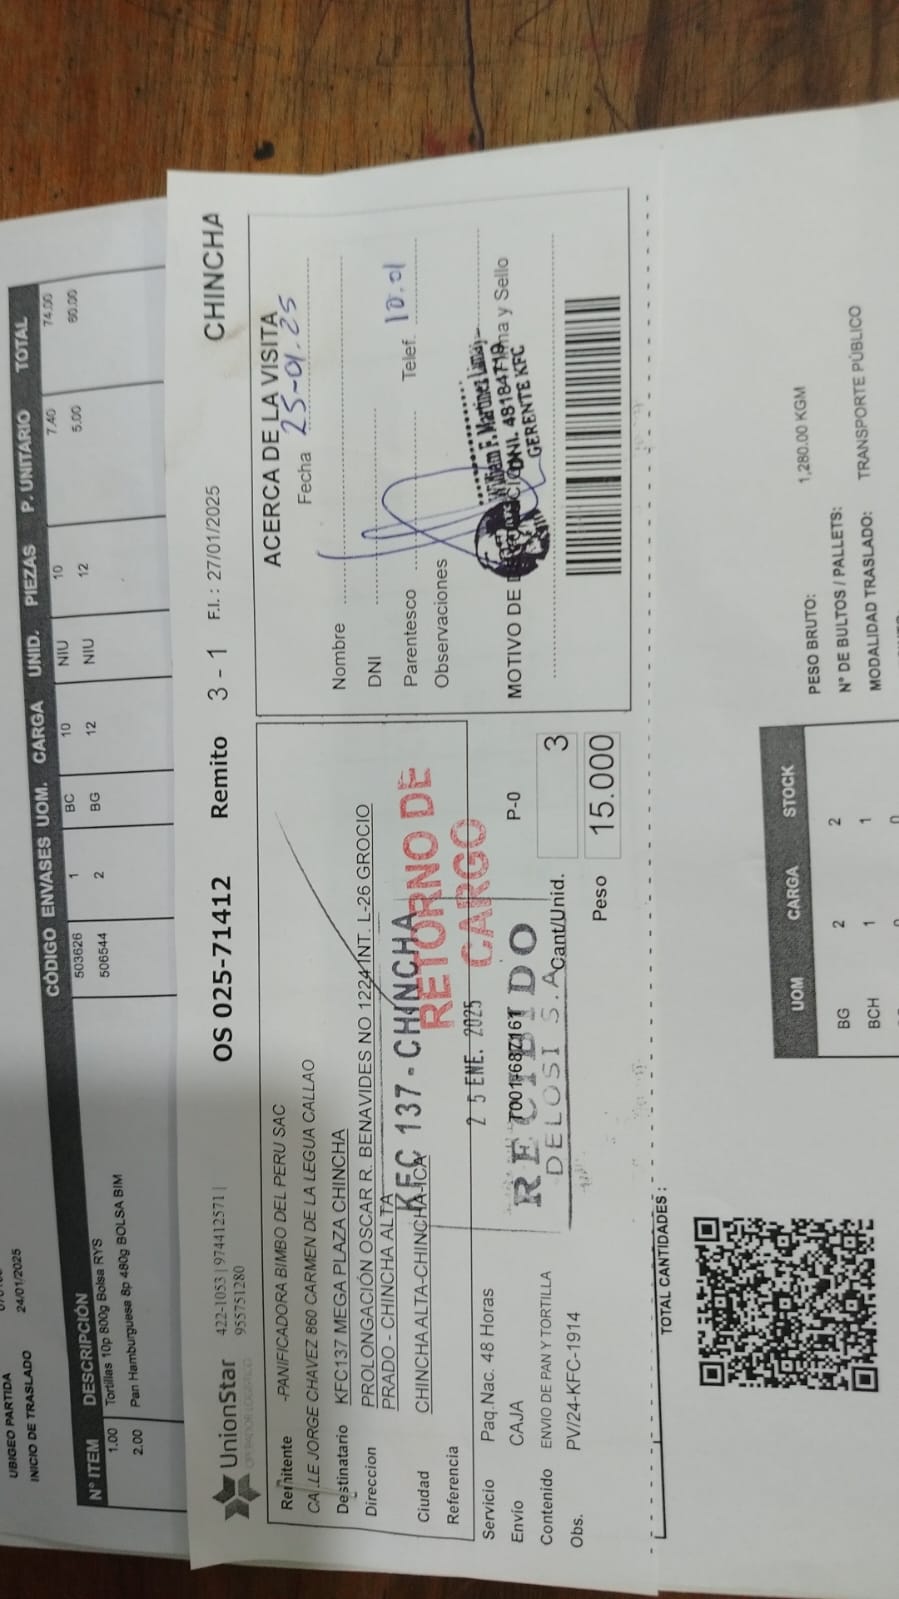 UBIGEO PARTIDA
INICIO DE TRASLADO 24/01/2025
N° ITEM DESCRIPCIÓN CÓDIGO ENVASES UOM. CARGA UNID. PIEZAS P. UNITARIO TOTAL
1.00 Tortillas 10p 800g Bolsa RYS 503626 1 BC 10 NIU 10 7.40 74.00
2.00 Pan Hamburguesa 8p 480g BOLSA BIM 506544 2 BG 12 NIU 12 5.00 60.00
UnionStar
OPERADOR LOGÍSTICO
422-1053 | 974412571 |
955751280
OS 025-71412 Remito 3 - 1 F.I. : 27/01/2025 CHINCHA
Remitente -PANIFICADORA BIMBO DEL PERU SAC
CALLE JORGE CHAVEZ 860 CARMEN DE LA LEGUA CALLAO
Destinatario KFC137 MEGA PLAZA CHINCHA
Direccion PROLONGACIÓN OSCAR R. BENAVIDES NO 1224 INT. L-26 GROCIO
PRADO - CHINCHA ALTA
Ciudad CHINCHA ALTA-CHINCHA-ICA
Referencia
KFC 137 - CHINCHA
RETORNO DE
CARGO
25 ENE. 2025
RECIBIDO
DELOSI S.A.
Servicio Paq.Nac. 48 Horas
Envio CAJA P-0
Contenido ENVIO DE PAN Y TORTILLA Cant/Unid. 3
Obs. PV/24-KFC-1914 Peso 15.000
ACERCA DE LA VISITA
Fecha 25-01-25
Nombre
DNI
Parentesco Telef. 10.01
Observaciones
DNI. 48184719
GERENTE KFC
MOTIVO DE
y Sello
TOTAL CANTIDADES :
UOM CARGA STOCK
BG 2 2
BCH 1 1
PESO BRUTO: 1,280.00 KGM
N° DE BULTOS / PALLETS:
MODALIDAD TRASLADO: TRANSPORTE PÚBLICO